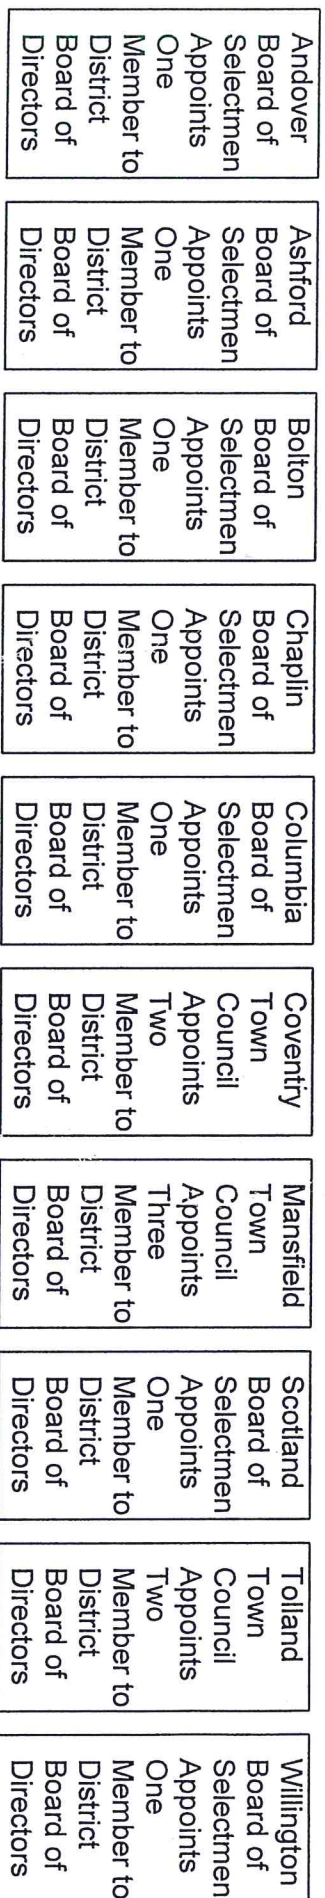 Andover
Board of
Selectmen
Appoints
One
Member to
District
Board of
Directors
Ashford
Board of
Selectmen
Appoints
One
Member to
District
Board of
Directors
Bolton
Board of
Selectmen
Appoints
One
Member to
District
Board of
Directors
Chaplin
Board of
Selectmen
Appoints
One
Member to
District
Board of
Directors
Columbia
Board of
Selectmen
Appoints
One
Member to
District
Board of
Directors
Coventry
Town
Council
Appoints
Two
Member to
District
Board of
Directors
Mansfield
Town
Council
Appoints
Three
Member to
District
Board of
Directors
Scotland
Board of
Selectmen
Appoints
One
Member to
District
Board of
Directors
Tolland
Town
Council
Appoints
Two
Member to
District
Board of
Directors
Willington
Board of
Selectmen
Appoints
One
Member to
District
Board of
Directors